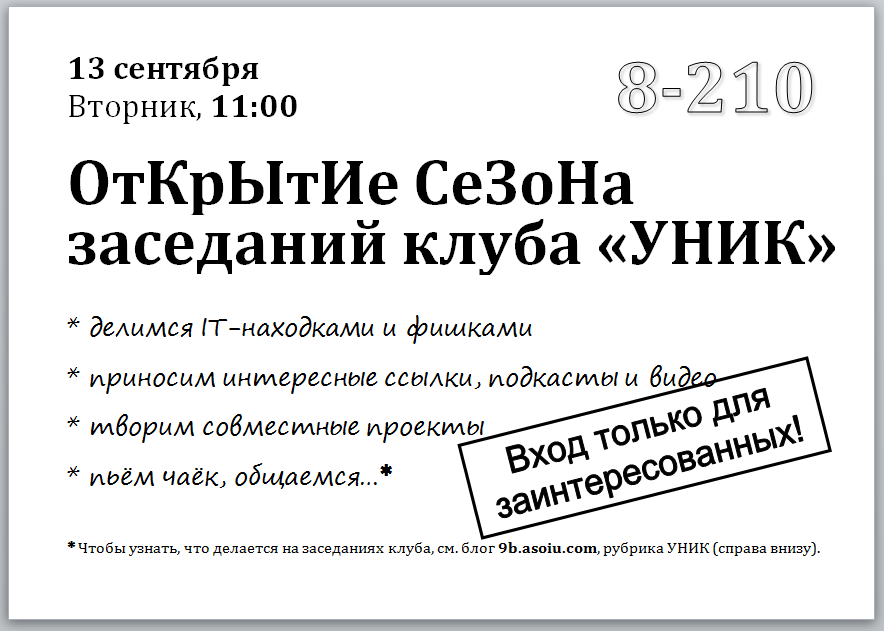 13 сентября
Вторник, 11:00
8-210
ОтКрЫтИе СеЗоНа
заседаний клуба «УНИК»
* делимся IT-находками и фишками
* приносим интересные ссылки, подкасты и видео
* творим совместные проекты
* пьём чаёк, общаемся...*
Вход только для
заинтересованных!
* Чтобы узнать, что делается на заседаниях клуба, см. блог 9b.asoiu.com, рубрика УНИК (справа внизу).